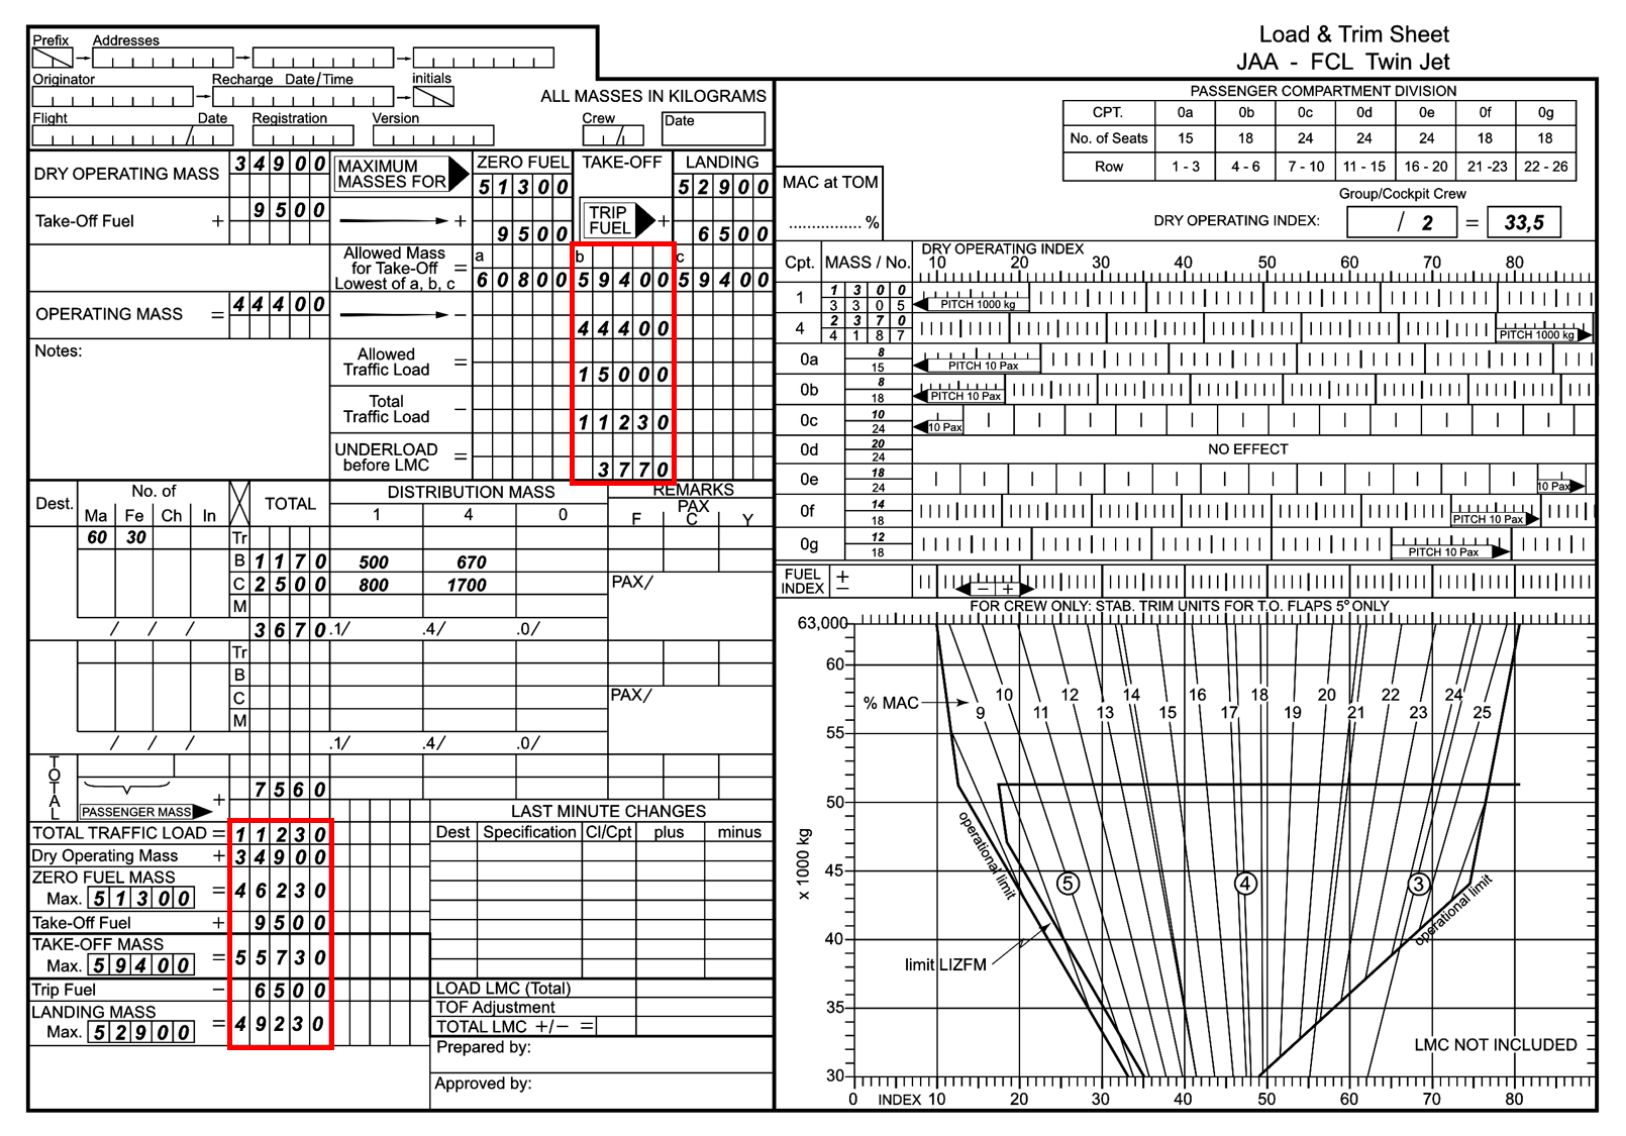 Load & Trim Sheet
JAA - FCL Twin Jet
Prefix Addresses
Originator Recharge Date/Time initials
ALL MASSES IN KILOGRAMS
Flight / Date Registration Version Crew / Date
DRY OPERATING MASS 34900
MAXIMUM MASSES FOR
ZERO FUEL TAKE-OFF LANDING
51300 52900
Take-Off Fuel + 9500 + 9500 TRIP FUEL + 6500
Allowed Mass for Take-Off Lowest of a, b, c = a 60800 b 59400 c 59400
OPERATING MASS = 44400 − 44400
Notes:
Allowed Traffic Load = 15000
Total Traffic Load − 11230
UNDERLOAD before LMC = 3770
Dest. No. of TOTAL DISTRIBUTION MASS REMARKS
Ma Fe Ch In 1 4 0 PAX
F C Y
60 30 Tr
B 1170 500 670
C 2500 800 1700 PAX/
M
/ / / 3670 .1/ .4/ .0/
Tr
B
C PAX/
M
/ / / .1/ .4/ .0/
TOTAL
PASSENGER MASS + 7560
TOTAL TRAFFIC LOAD = 11230
Dry Operating Mass + 34900
ZERO FUEL MASS
Max. 51300 = 46230
Take-Off Fuel + 9500
TAKE-OFF MASS
Max. 59400 = 55730
Trip Fuel − 6500
LANDING MASS
Max. 52900 = 49230
LAST MINUTE CHANGES
Dest Specification Cl/Cpt plus minus
LOAD LMC (Total)
TOF Adjustment
TOTAL LMC +/− =
Prepared by:
Approved by:
PASSENGER COMPARTMENT DIVISION
CPT. 0a 0b 0c 0d 0e 0f 0g
No. of Seats 15 18 24 24 24 18 18
Row 1 - 3 4 - 6 7 - 10 11 - 15 16 - 20 21 -23 22 - 26
MAC at TOM
................ %
Group/Cockpit Crew
DRY OPERATING INDEX: / 2 = 33,5
Cpt. MASS / No. DRY OPERATING INDEX
10 20 30 40 50 60 70 80
1 1300 PITCH 1000 kg
3305
4 2370 PITCH 1000 kg
4187
0a 8 PITCH 10 Pax
15
0b 8 PITCH 10 Pax
18
0c 10 10 Pax
24
0d 20 NO EFFECT
24
0e 18 10 Pax
24
0f 14 PITCH 10 Pax
18
0g 12 PITCH 10 Pax
18
FUEL INDEX + − − +
FOR CREW ONLY: STAB. TRIM UNITS FOR T.O. FLAPS 5º ONLY
63,000
60
% MAC
10 12 14 16 18 20 22 24
9 11 13 15 17 19 21 23 25
55
50
x 1000 kg
operational limit
45
5 4 3
operational limit
40
limit LIZFM
35
LMC NOT INCLUDED
30
0 INDEX 10 20 30 40 50 60 70 80